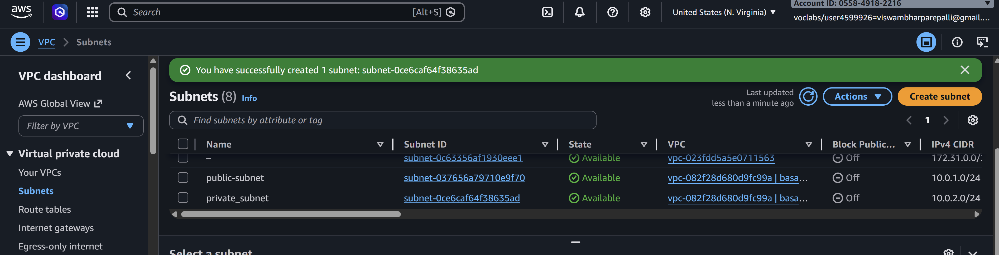 aws
Search
[Alt+S]
United States (N. Virginia)
Account ID: 0558-4918-2216
voclabs/user4599926=viswambharparepalli@gmail....
VPC
Subnets
VPC dashboard
AWS Global View
Filter by VPC
Virtual private cloud
Your VPCs
Subnets
Route tables
Internet gateways
Egress-only internet
You have successfully created 1 subnet: subnet-0ce6caf64f38635ad
Subnets (8) Info
Last updated
less than a minute ago
Actions
Create subnet
Find subnets by attribute or tag
1
Name Subnet ID State VPC Block Public... IPv4 CIDR
– subnet-0c63356af1930eee1 Available vpc-023fdd5a5e0711563 Off 172.31.0.0/
public-subnet subnet-037656a79710e9f70 Available vpc-082f28d680d9fc99a | basa... Off 10.0.1.0/24
private_subnet subnet-0ce6caf64f38635ad Available vpc-082f28d680d9fc99a | basa... Off 10.0.2.0/24
Select a subnet